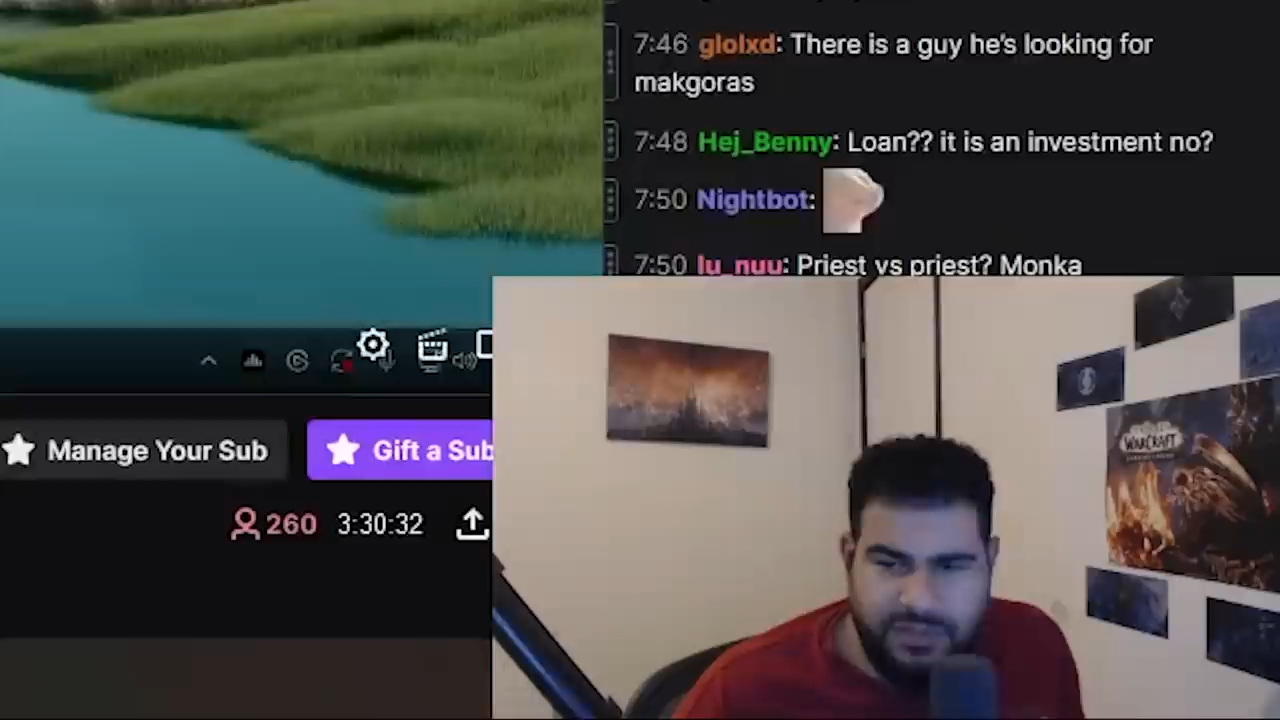 7:46 glolxd: There is a guy he's looking for
makgoras
7:48 Hej_Benny: Loan?? it is an investment no?
7:50 Nightbot:
7:50 lu_nuu: Priest vs priest? Monka
Manage Your Sub
Gift a Sub
260 3:30:32
WARCRAFT